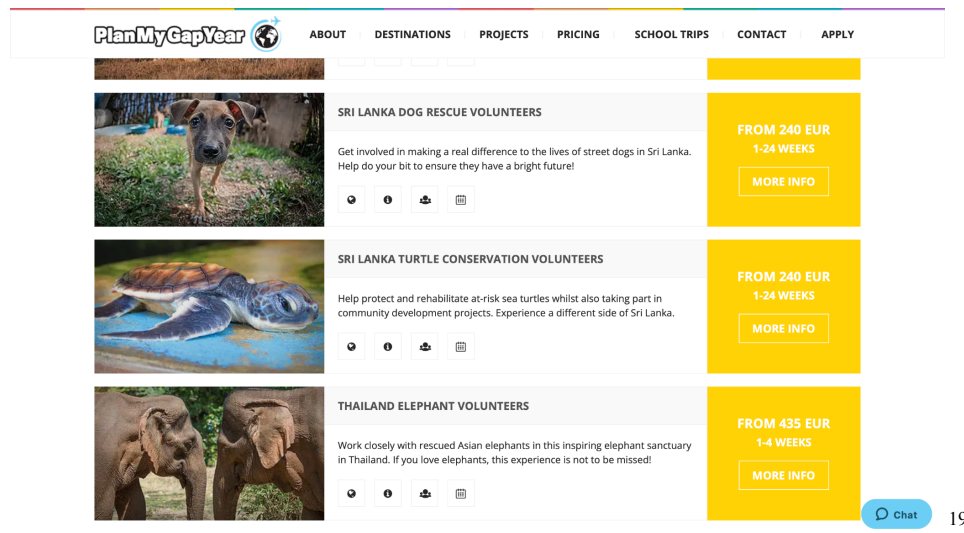 PlanMyGapYear
ABOUT DESTINATIONS PROJECTS PRICING SCHOOL TRIPS CONTACT APPLY
SRI LANKA DOG RESCUE VOLUNTEERS
Get involved in making a real difference to the lives of street dogs in Sri Lanka.
Help do your bit to ensure they have a bright future!
FROM 240 EUR
1-24 WEEKS
MORE INFO
SRI LANKA TURTLE CONSERVATION VOLUNTEERS
Help protect and rehabilitate at-risk sea turtles whilst also taking part in
community development projects. Experience a different side of Sri Lanka.
FROM 240 EUR
1-24 WEEKS
MORE INFO
THAILAND ELEPHANT VOLUNTEERS
Work closely with rescued Asian elephants in this inspiring elephant sanctuary
in Thailand. If you love elephants, this experience is not to be missed!
FROM 435 EUR
1-4 WEEKS
MORE INFO
Chat